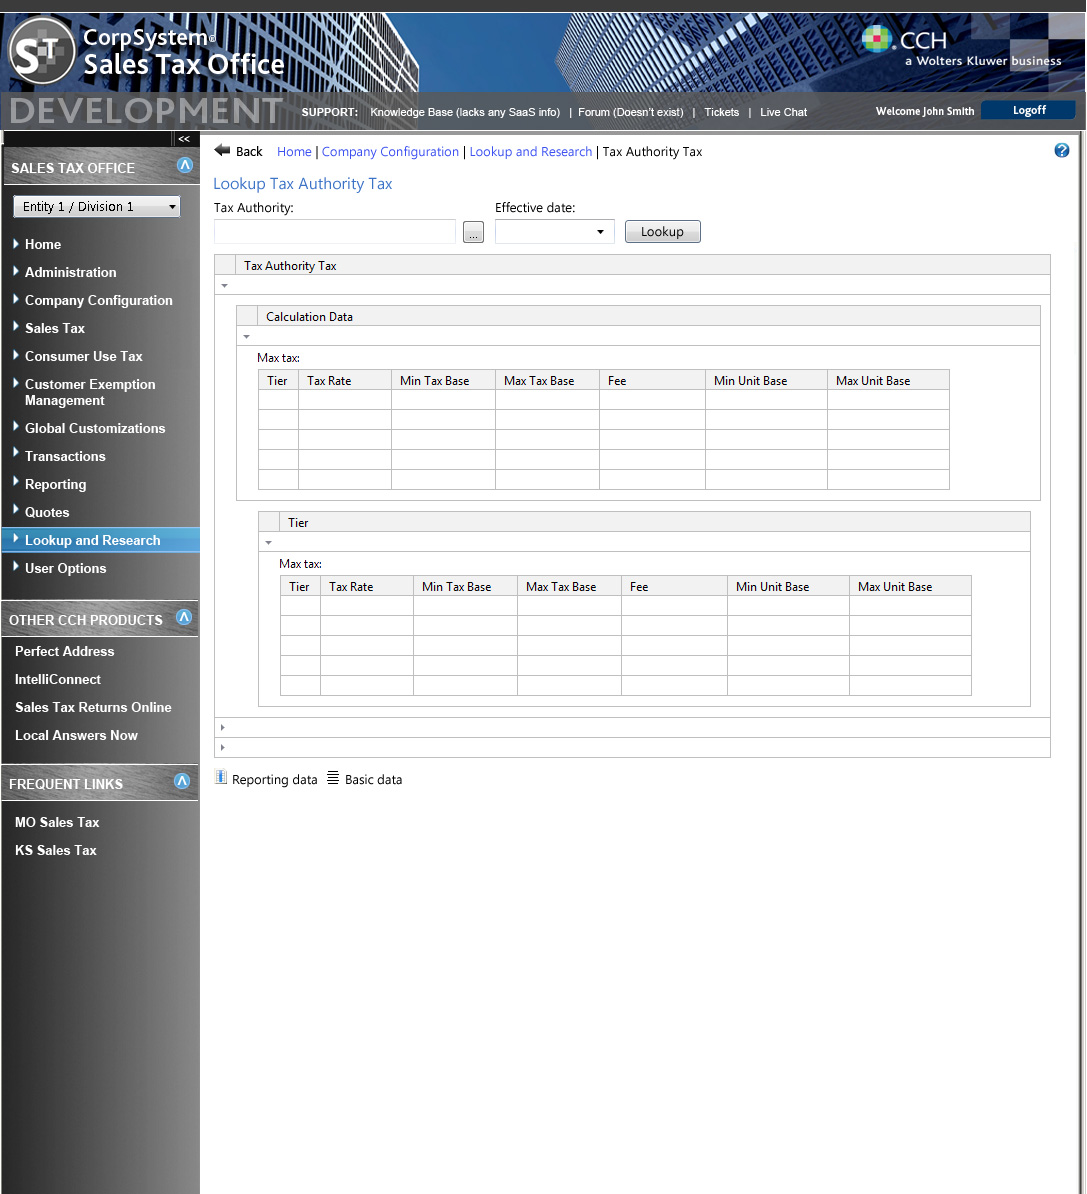 ST
CorpSystem®
Sales Tax Office
CCH
a Wolters Kluwer business
DEVELOPMENT
SUPPORT: Knowledge Base (lacks any SaaS info) | Forum (Doesn't exist) | Tickets | Live Chat
Welcome John Smith
Logoff
<<
SALES TAX OFFICE
Entity 1 / Division 1
Home
Administration
Company Configuration
Sales Tax
Consumer Use Tax
Customer Exemption
Management
Global Customizations
Transactions
Reporting
Quotes
Lookup and Research
User Options
OTHER CCH PRODUCTS
Perfect Address
IntelliConnect
Sales Tax Returns Online
Local Answers Now
FREQUENT LINKS
MO Sales Tax
KS Sales Tax
Back Home | Company Configuration | Lookup and Research | Tax Authority Tax
?
Lookup Tax Authority Tax
Tax Authority: Effective date:
... Lookup
Tax Authority Tax
Calculation Data
Max tax:
Tier Tax Rate Min Tax Base Max Tax Base Fee Min Unit Base Max Unit Base
Tier
Max tax:
Tier Tax Rate Min Tax Base Max Tax Base Fee Min Unit Base Max Unit Base
Reporting data Basic data